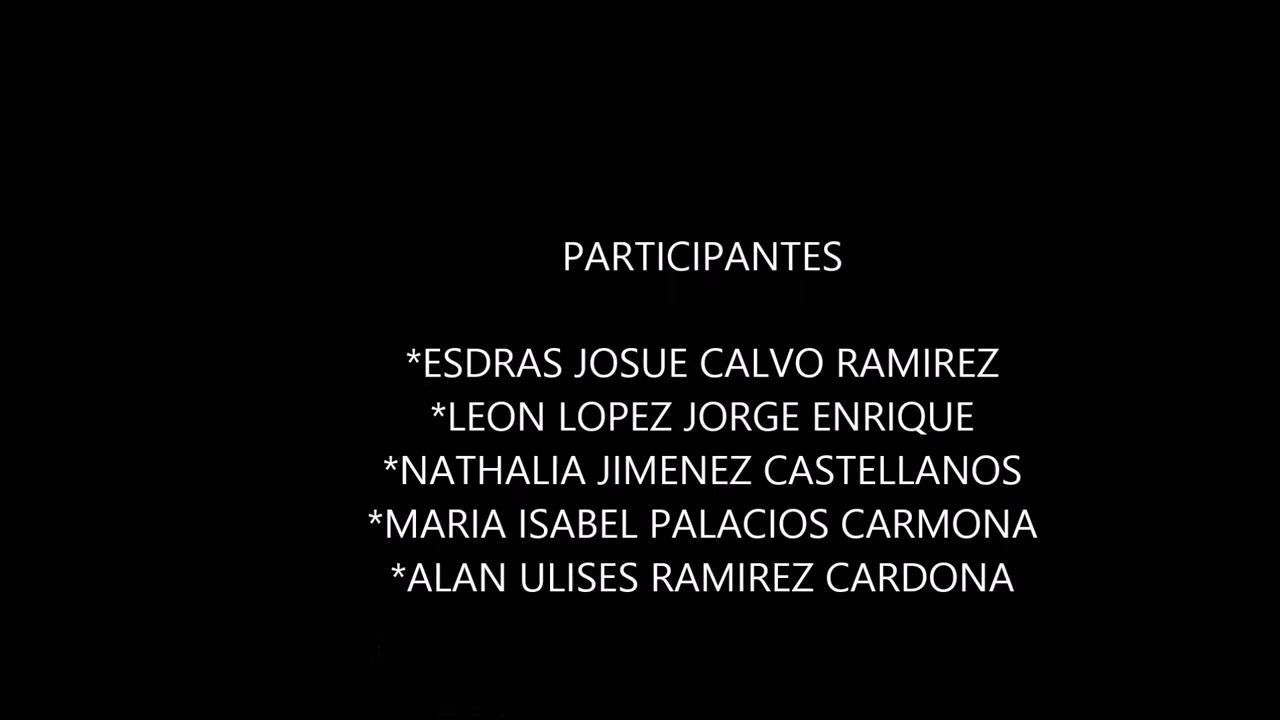 PARTICIPANTES
*ESDRAS JOSUE CALVO RAMIREZ
*LEON LOPEZ JORGE ENRIQUE
*NATHALIA JIMENEZ CASTELLANOS
*MARIA ISABEL PALACIOS CARMONA
*ALAN ULISES RAMIREZ CARDONA